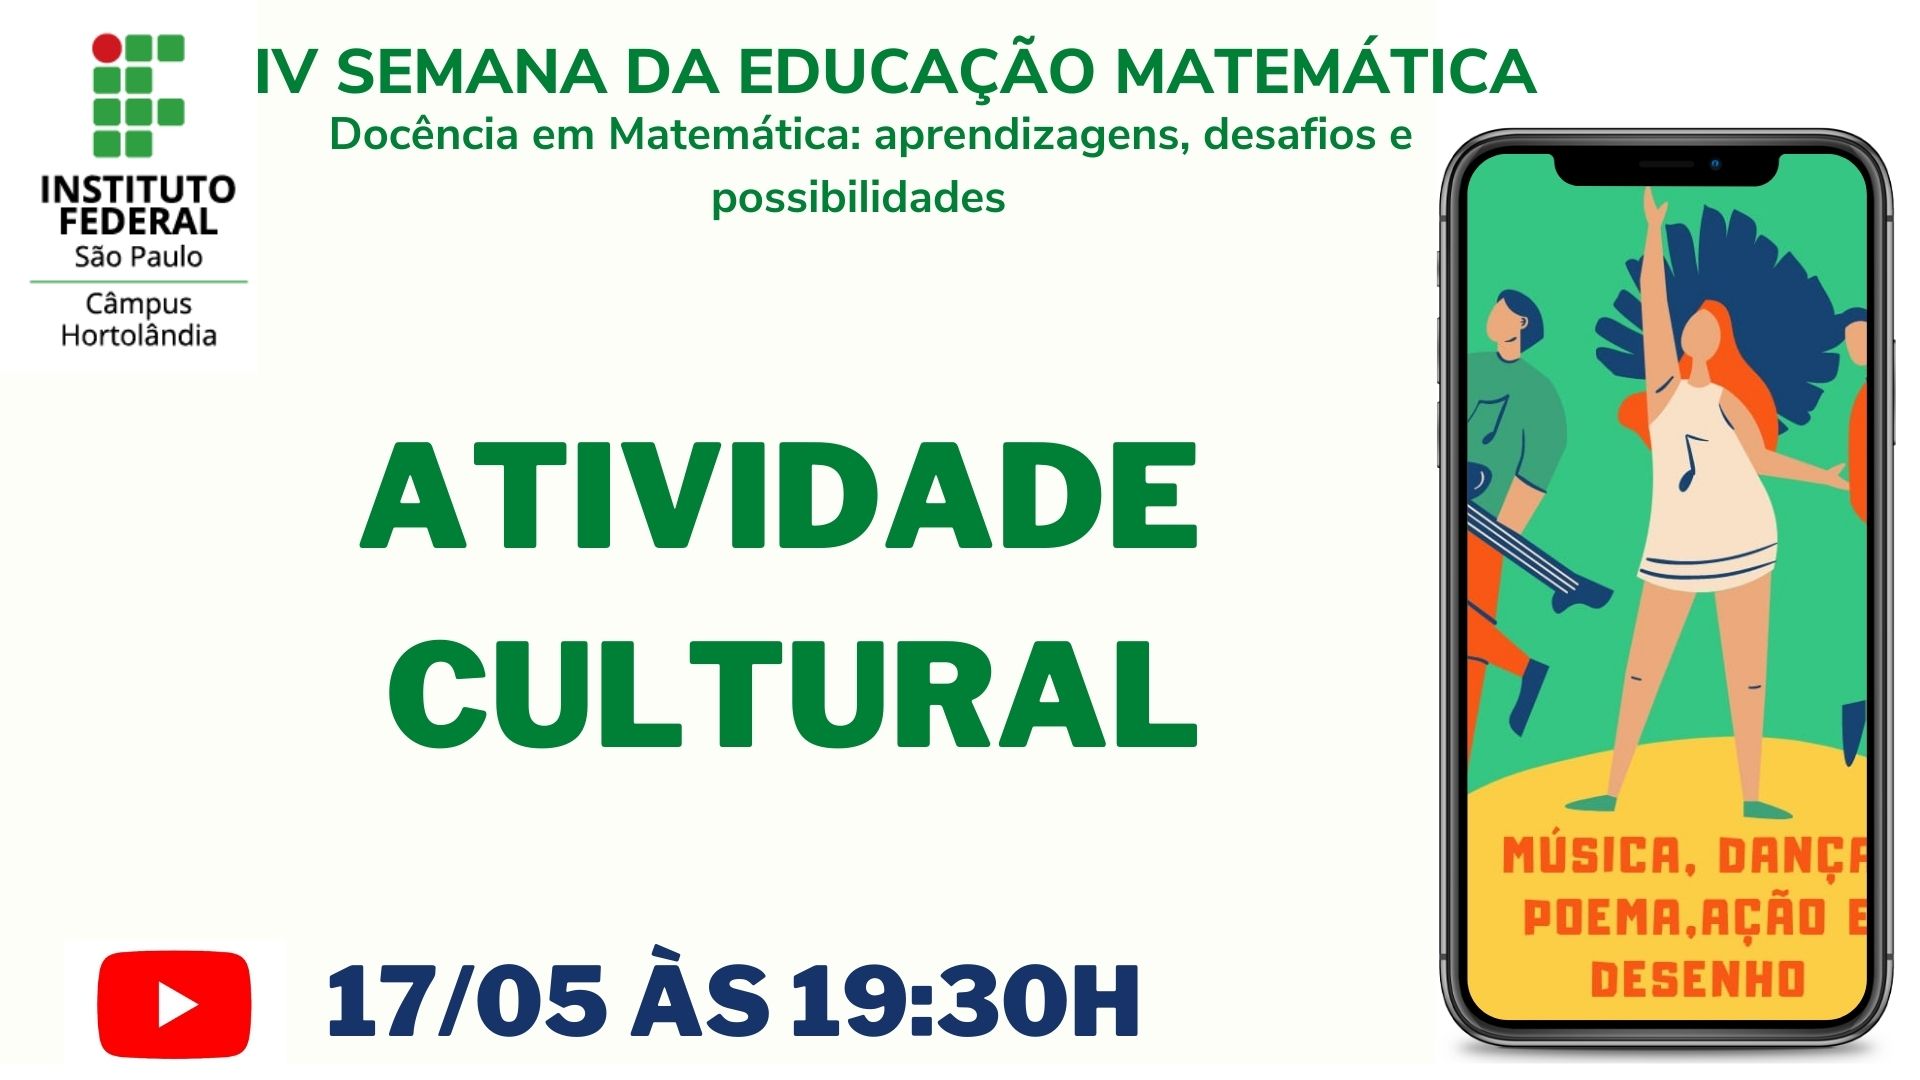 INSTITUTO
FEDERAL
São Paulo
Câmpus
Hortolândia
IV SEMANA DA EDUCAÇÃO MATEMÁTICA
Docência em Matemática: aprendizagens, desafios e
possibilidades
ATIVIDADE
CULTURAL
17/05 ÀS 19:30H
MÚSICA, DANÇA
POEMA,AÇÃO E
DESENHO